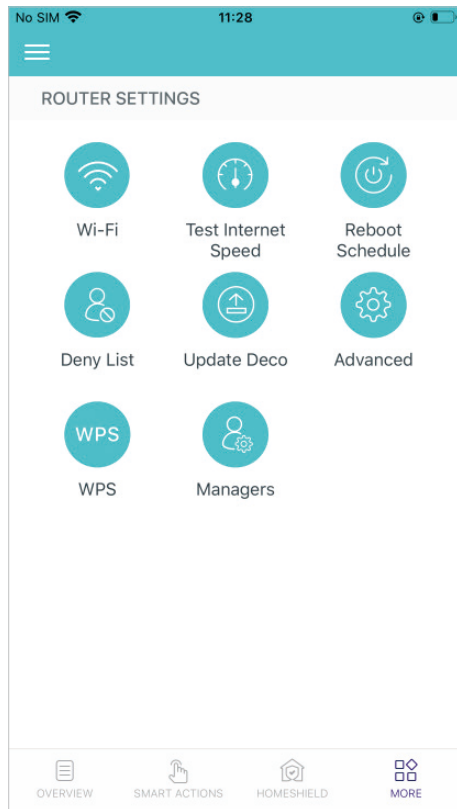 No SIM 11:28
ROUTER SETTINGS
Wi-Fi
Test Internet
Speed
Reboot
Schedule
Deny List
Update Deco
Advanced
WPS
WPS
Managers
OVERVIEW
SMART ACTIONS
HOMESHIELD
MORE